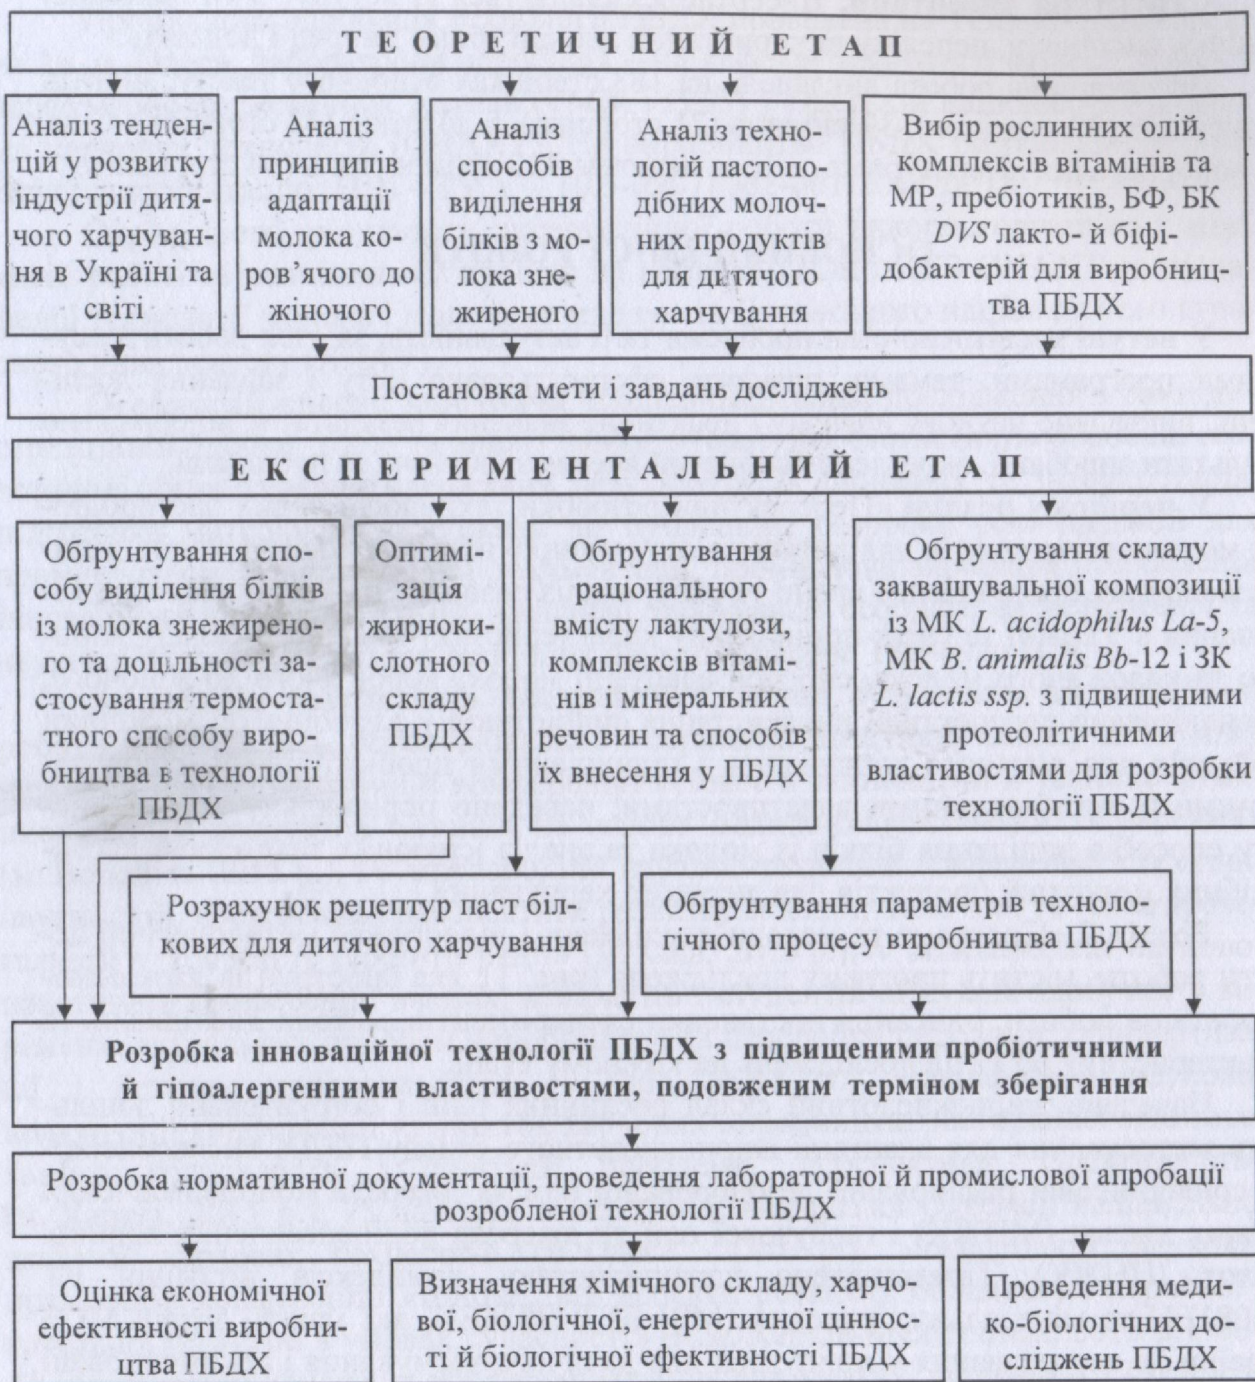 ТЕОРЕТИЧНИЙ ЕТАП
Аналіз тенден-
цій у розвитку
індустрії дитя-
чого харчуван-
ня в Україні та
світі
Аналіз
принципів
адаптації
молока ко-
ров’ячого до
жіночого
Аналіз
способів
виділення
білків з мо-
лока зне-
жиреного
Аналіз техно-
логій пастопо-
дібних молоч-
них продуктів
для дитячого
харчування
Вибір рослинних олій,
комплексів вітамінів та
МР, пребіотиків, БФ, БК
DVS лакто- й біфі-
добактерій для виробниц-
тва ПБДХ
Постановка мети і завдань досліджень
ЕКСПЕРИМЕНТАЛЬНИЙ ЕТАП
Обґрунтування спо-
собу виділення білків
із молока знежирено-
го та доцільності за-
стосування термоста-
тного способу виро-
бництва в технології
ПБДХ
Оптимі-
зація
жирноки-
слотного
складу
ПБДХ
Обґрунтування
раціонального
вмісту лактулози,
комплексів вітамі-
нів і мінеральних
речовин та способів
їх внесення у ПБДХ
Обґрунтування складу
заквашувальної композиції
із МК L. acidophilus La-5,
МК B. animalis Bb-12 і ЗК
L. lactis ssp. з підвищеними
протеолітичними
властивостями для розробки
технології ПБДХ
Розрахунок рецептур паст біл-
кових для дитячого харчування
Обґрунтування параметрів техноло-
гічного процесу виробництва ПБДХ
Розробка інноваційної технології ПБДХ з підвищеними пробіотичними
й гіпоалергенними властивостями, подовженим терміном зберігання
Розробка нормативної документації, проведення лабораторної й промислової апробації
розробленої технології ПБДХ
Оцінка економічної
ефективності виробни-
цтва ПБДХ
Визначення хімічного складу, харчо-
вої, біологічної, енергетичної ціннос-
ті й біологічної ефективності ПБДХ
Проведення меди-
ко-біологічних до-
сліджень ПБДХ